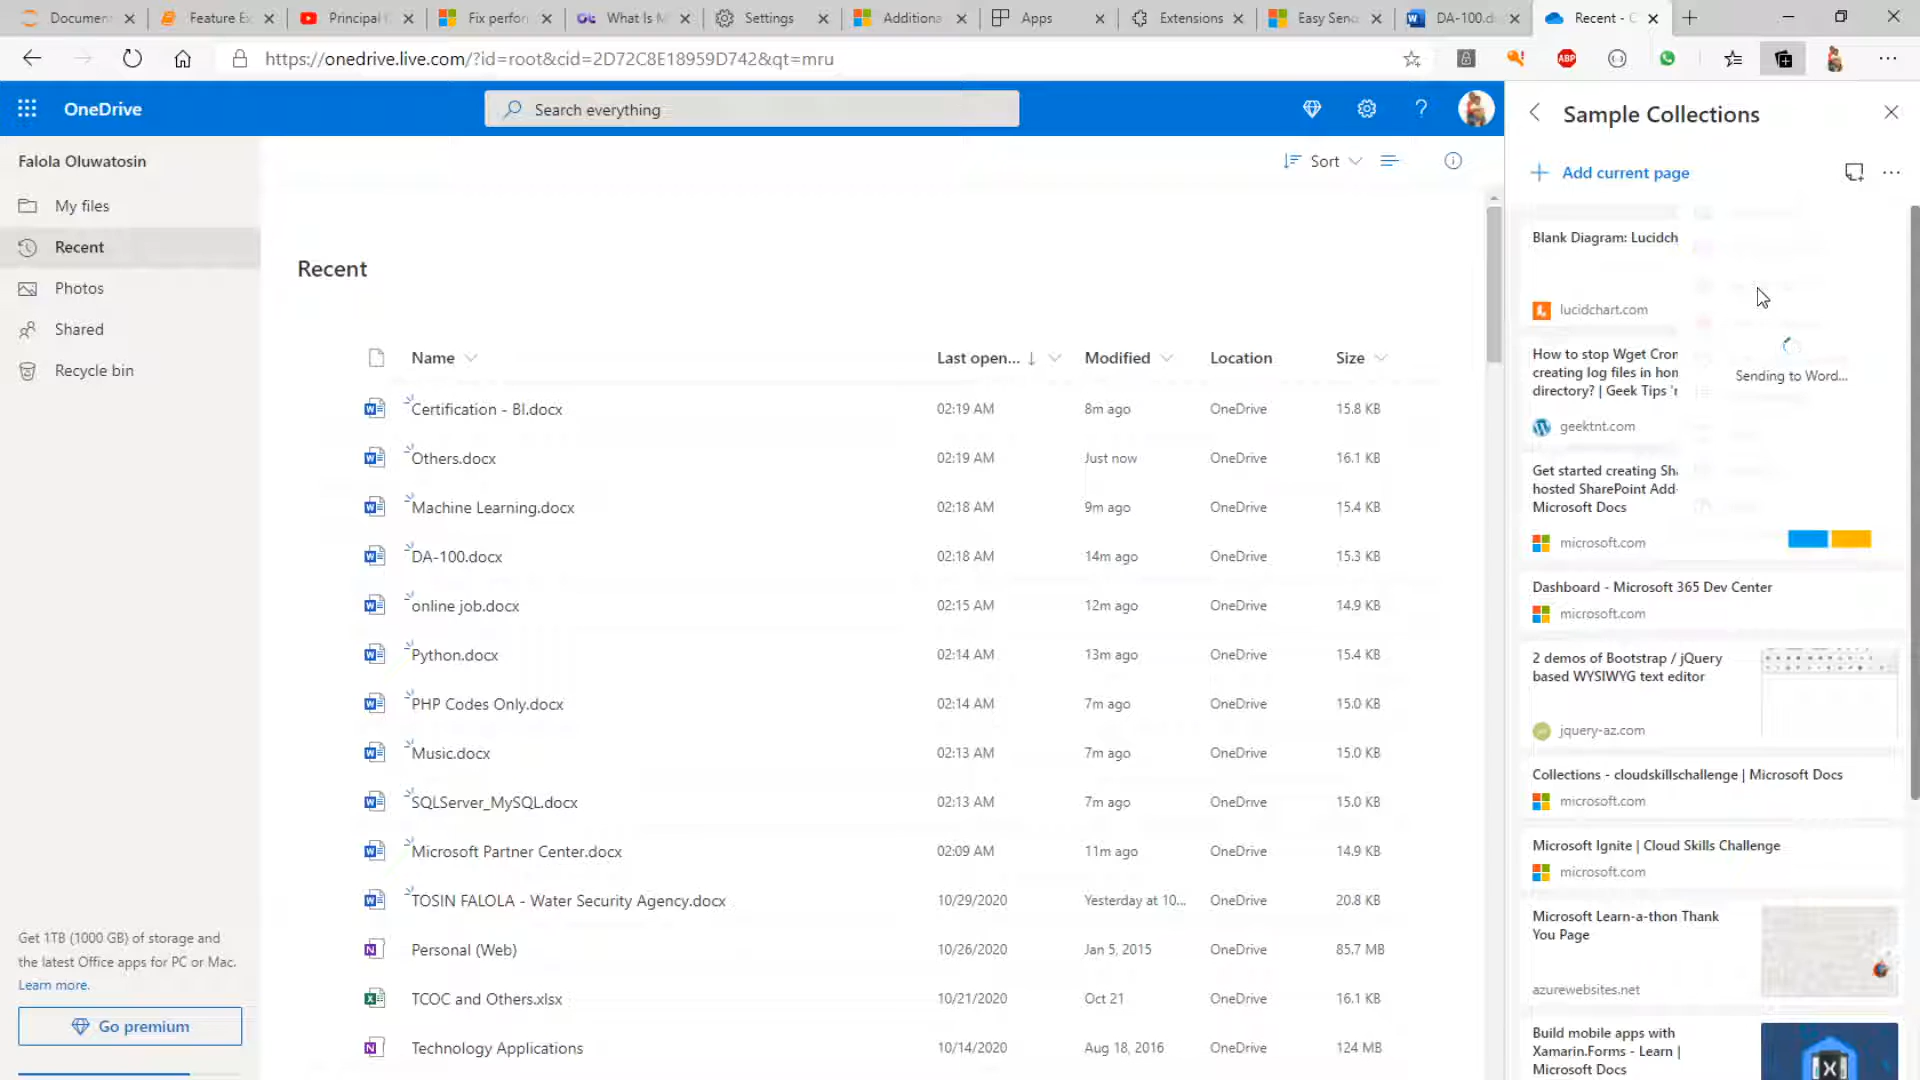 Documen
Feature Ex
Principal
Fix perfor
What Is M
Settings
Additiona
Apps
Extensions
Easy Senc
DA-100.d
Recent - C
https://onedrive.live.com/?id=root&cid=2D72C8E18959D742&qt=mru
ABP
OneDrive
Search everything
Sample Collections
Add current page
Falola Oluwatosin
My files
Recent
Photos
Shared
Recycle bin
Get 1TB (1000 GB) of storage and
the latest Office apps for PC or Mac.
Learn more.
Go premium
Sort
Recent
Name Last open... Modified Location Size
Certification - BI.docx 02:19 AM 8m ago OneDrive 15.8 KB
Others.docx 02:19 AM Just now OneDrive 16.1 KB
Machine Learning.docx 02:18 AM 9m ago OneDrive 15.4 KB
DA-100.docx 02:18 AM 14m ago OneDrive 15.3 KB
online job.docx 02:15 AM 12m ago OneDrive 14.9 KB
Python.docx 02:14 AM 13m ago OneDrive 15.4 KB
PHP Codes Only.docx 02:14 AM 7m ago OneDrive 15.0 KB
Music.docx 02:13 AM 7m ago OneDrive 15.0 KB
SQLServer_MySQL.docx 02:13 AM 7m ago OneDrive 15.0 KB
Microsoft Partner Center.docx 02:09 AM 11m ago OneDrive 14.9 KB
TOSIN FALOLA - Water Security Agency.docx 10/29/2020 Yesterday at 10... OneDrive 20.8 KB
Personal (Web) 10/26/2020 Jan 5, 2015 OneDrive 85.7 MB
TCOC and Others.xlsx 10/21/2020 Oct 21 OneDrive 16.1 KB
Technology Applications 10/14/2020 Aug 18, 2016 OneDrive 124 MB
Blank Diagram: Lucidch
lucidchart.com
How to stop Wget Cron
creating log files in hom
directory? | Geek Tips 'n
geektnt.com
Sending to Word...
Get started creating Sha
hosted SharePoint Add-
Microsoft Docs
microsoft.com
Dashboard - Microsoft 365 Dev Center
microsoft.com
2 demos of Bootstrap / jQuery
based WYSIWYG text editor
jquery-az.com
Collections - cloudskillschallenge | Microsoft Docs
microsoft.com
Microsoft Ignite | Cloud Skills Challenge
microsoft.com
Microsoft Learn-a-thon Thank
You Page
azurewebsites.net
Build mobile apps with
Xamarin.Forms - Learn |
Microsoft Docs